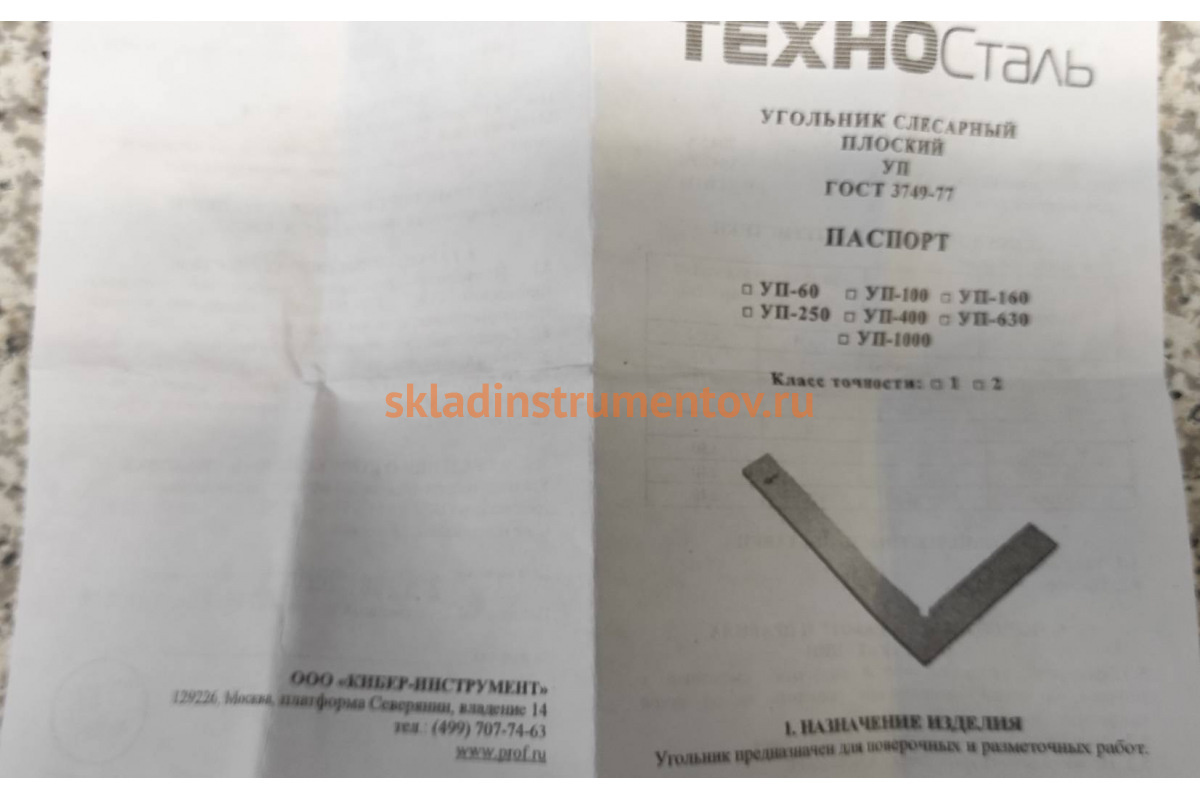 ТЕХНОСталь
УГОЛЬНИК СЛЕСАРНЫЙ
ПЛОСКИЙ
УП
ГОСТ 3749-77
ПАСПОРТ
□ УП-60 □ УП-100 □ УП-160
□ УП-250 □ УП-400 □ УП-630
□ УП-1000
Класс точности: □ 1 □ 2
skladinstrumentov.ru
1. НАЗНАЧЕНИЕ ИЗДЕЛИЯ
Угольник предназначен для поверочных и разметочных работ.
ООО «КИБЕР-ИНСТРУМЕНТ»
129226, Москва, платформа Северянин, владение 14
тел.: (499) 707-74-63
www.prof.ru